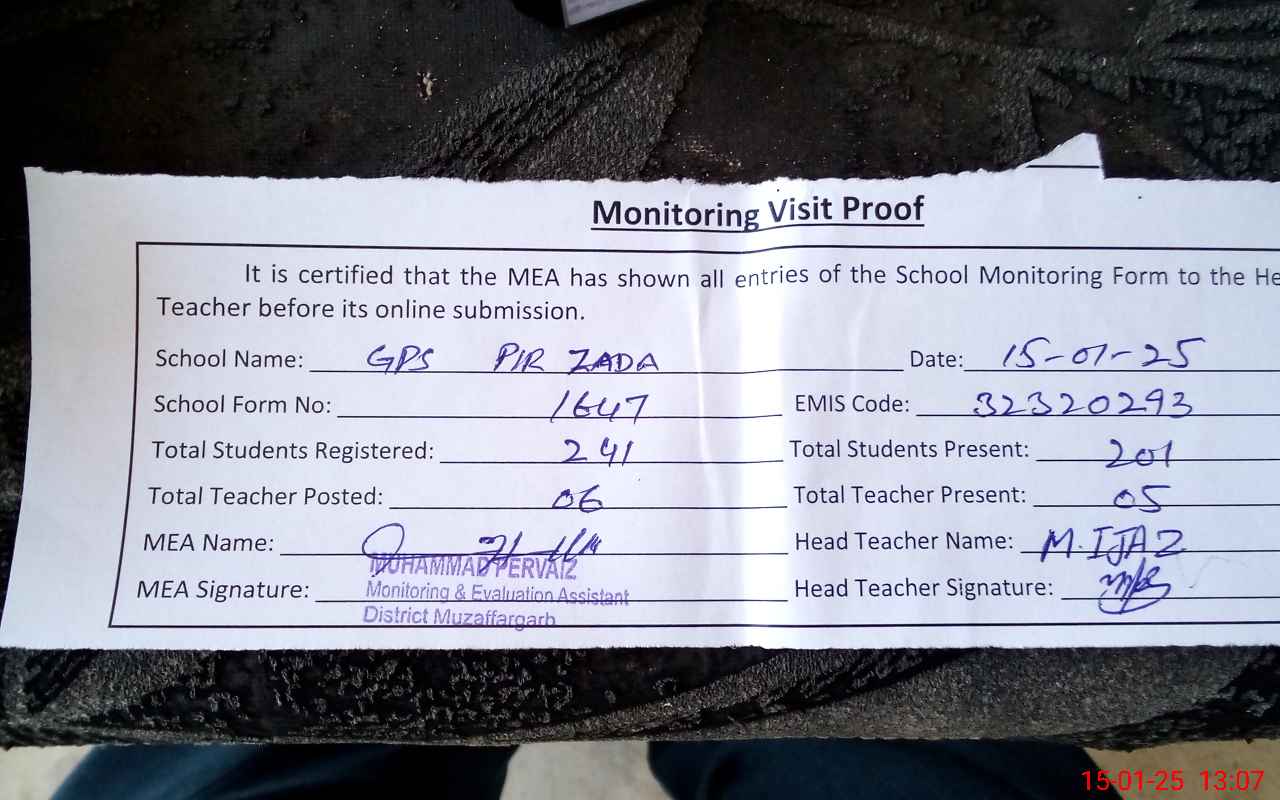 Monitoring Visit Proof
It is certified that the MEA has shown all entries of the School Monitoring Form to the He
Teacher before its online submission.
School Name: GPS PIR ZADA Date: 15-01-25
School Form No: 1647 EMIS Code: 32320293
Total Students Registered: 241 Total Students Present: 201
Total Teacher Posted: 06 Total Teacher Present: 05
MEA Name: Head Teacher Name: M. IJAZ
MUHAMMAD PERVAIZ
MEA Signature: Monitoring & Evaluation Assistant Head Teacher Signature:
District Muzaffargarh
15-01-25 13:07